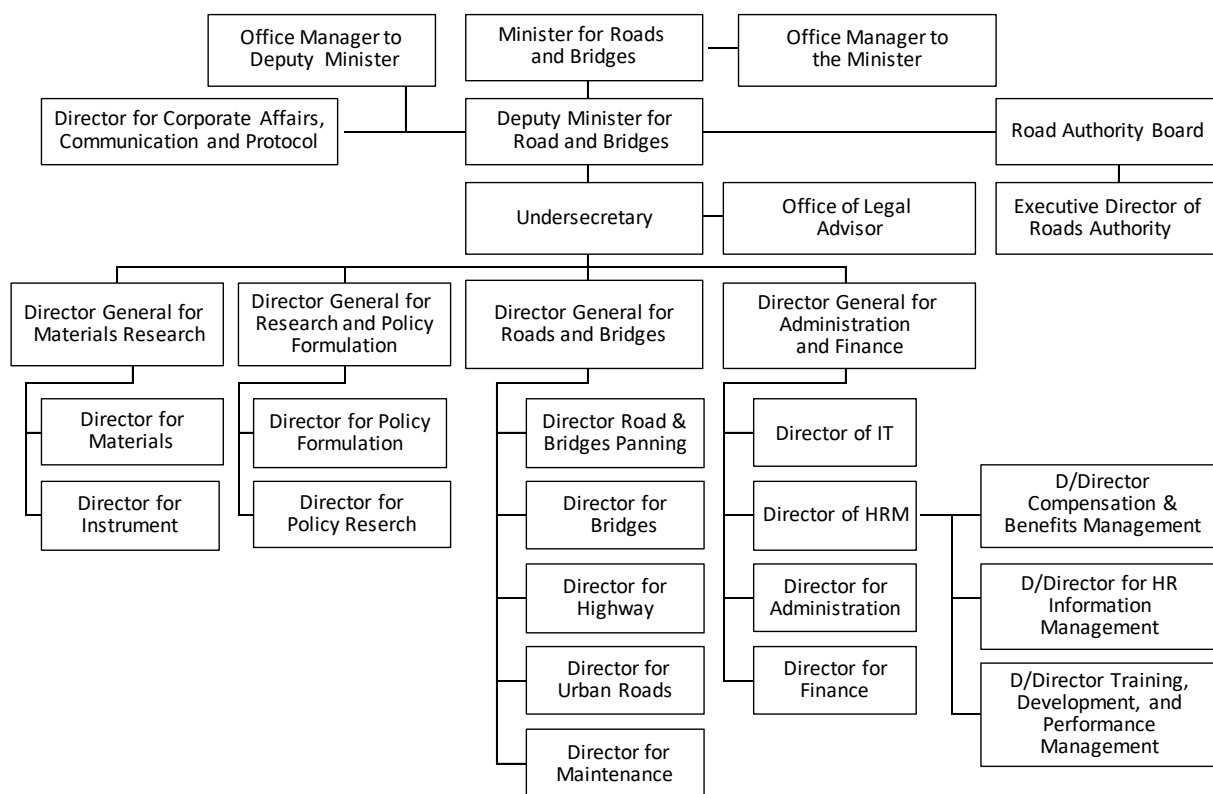 Office Manager to
Deputy Minister
Minister for Roads
and Bridges
Office Manager to
the Minister
Director for Corporate Affairs,
Communication and Protocol
Deputy Minister for
Road and Bridges
Road Authority Board
Undersecretary
Office of Legal
Advisor
Executive Director of
Roads Authority
Director General for
Materials Research
Director General for
Research and Policy
Formulation
Director General for
Roads and Bridges
Director General for
Administration
and Finance
Director for
Materials
Director for Policy
Formulation
Director Road &
Bridges Panning
Director of IT
Director for
Instrument
Director for
Policy Reserch
Director for
Bridges
Director of HRM
D/Director
Compensation &
Benefits Management
Director for
Highway
Director for
Administration
D/Director for HR
Information
Management
Director for
Urban Roads
Director for
Finance
D/Director Training,
Development, and
Performance
Management
Director for
Maintenance